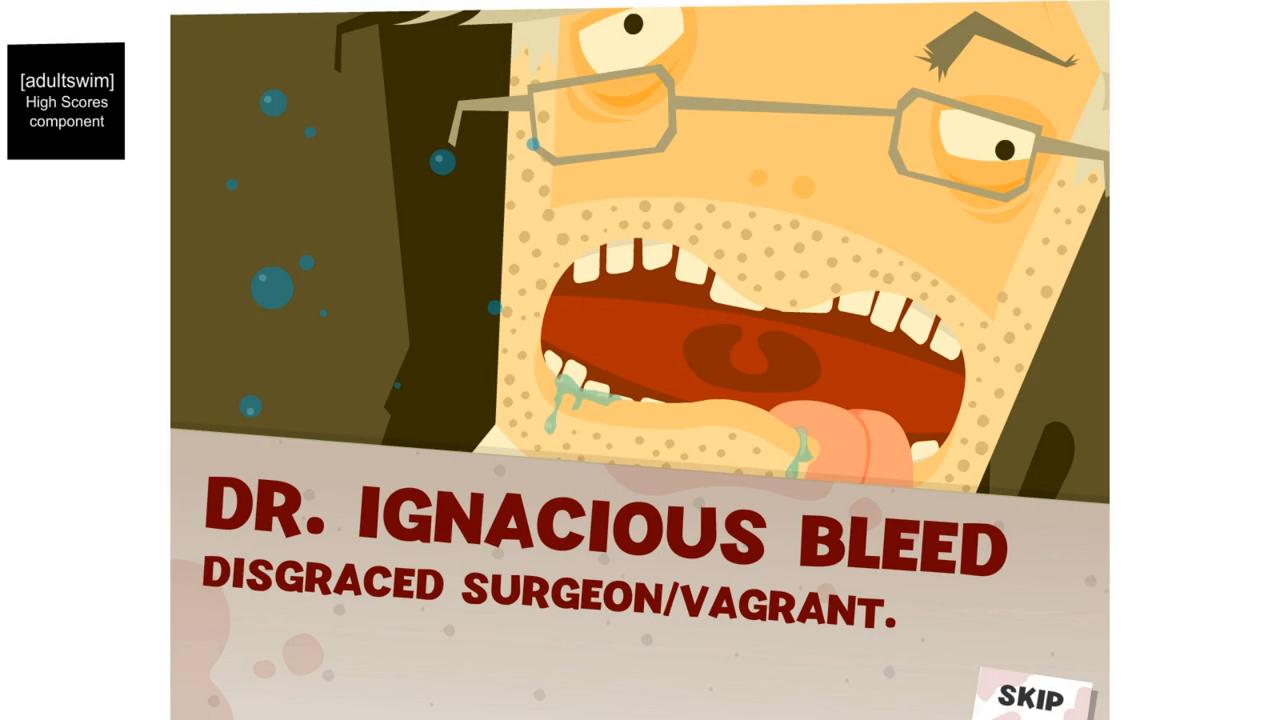 [adultswim]
High Scores
component
DR. IGNACIOUS BLEED
DISGRACED SURGEON/VAGRANT.
SKIP